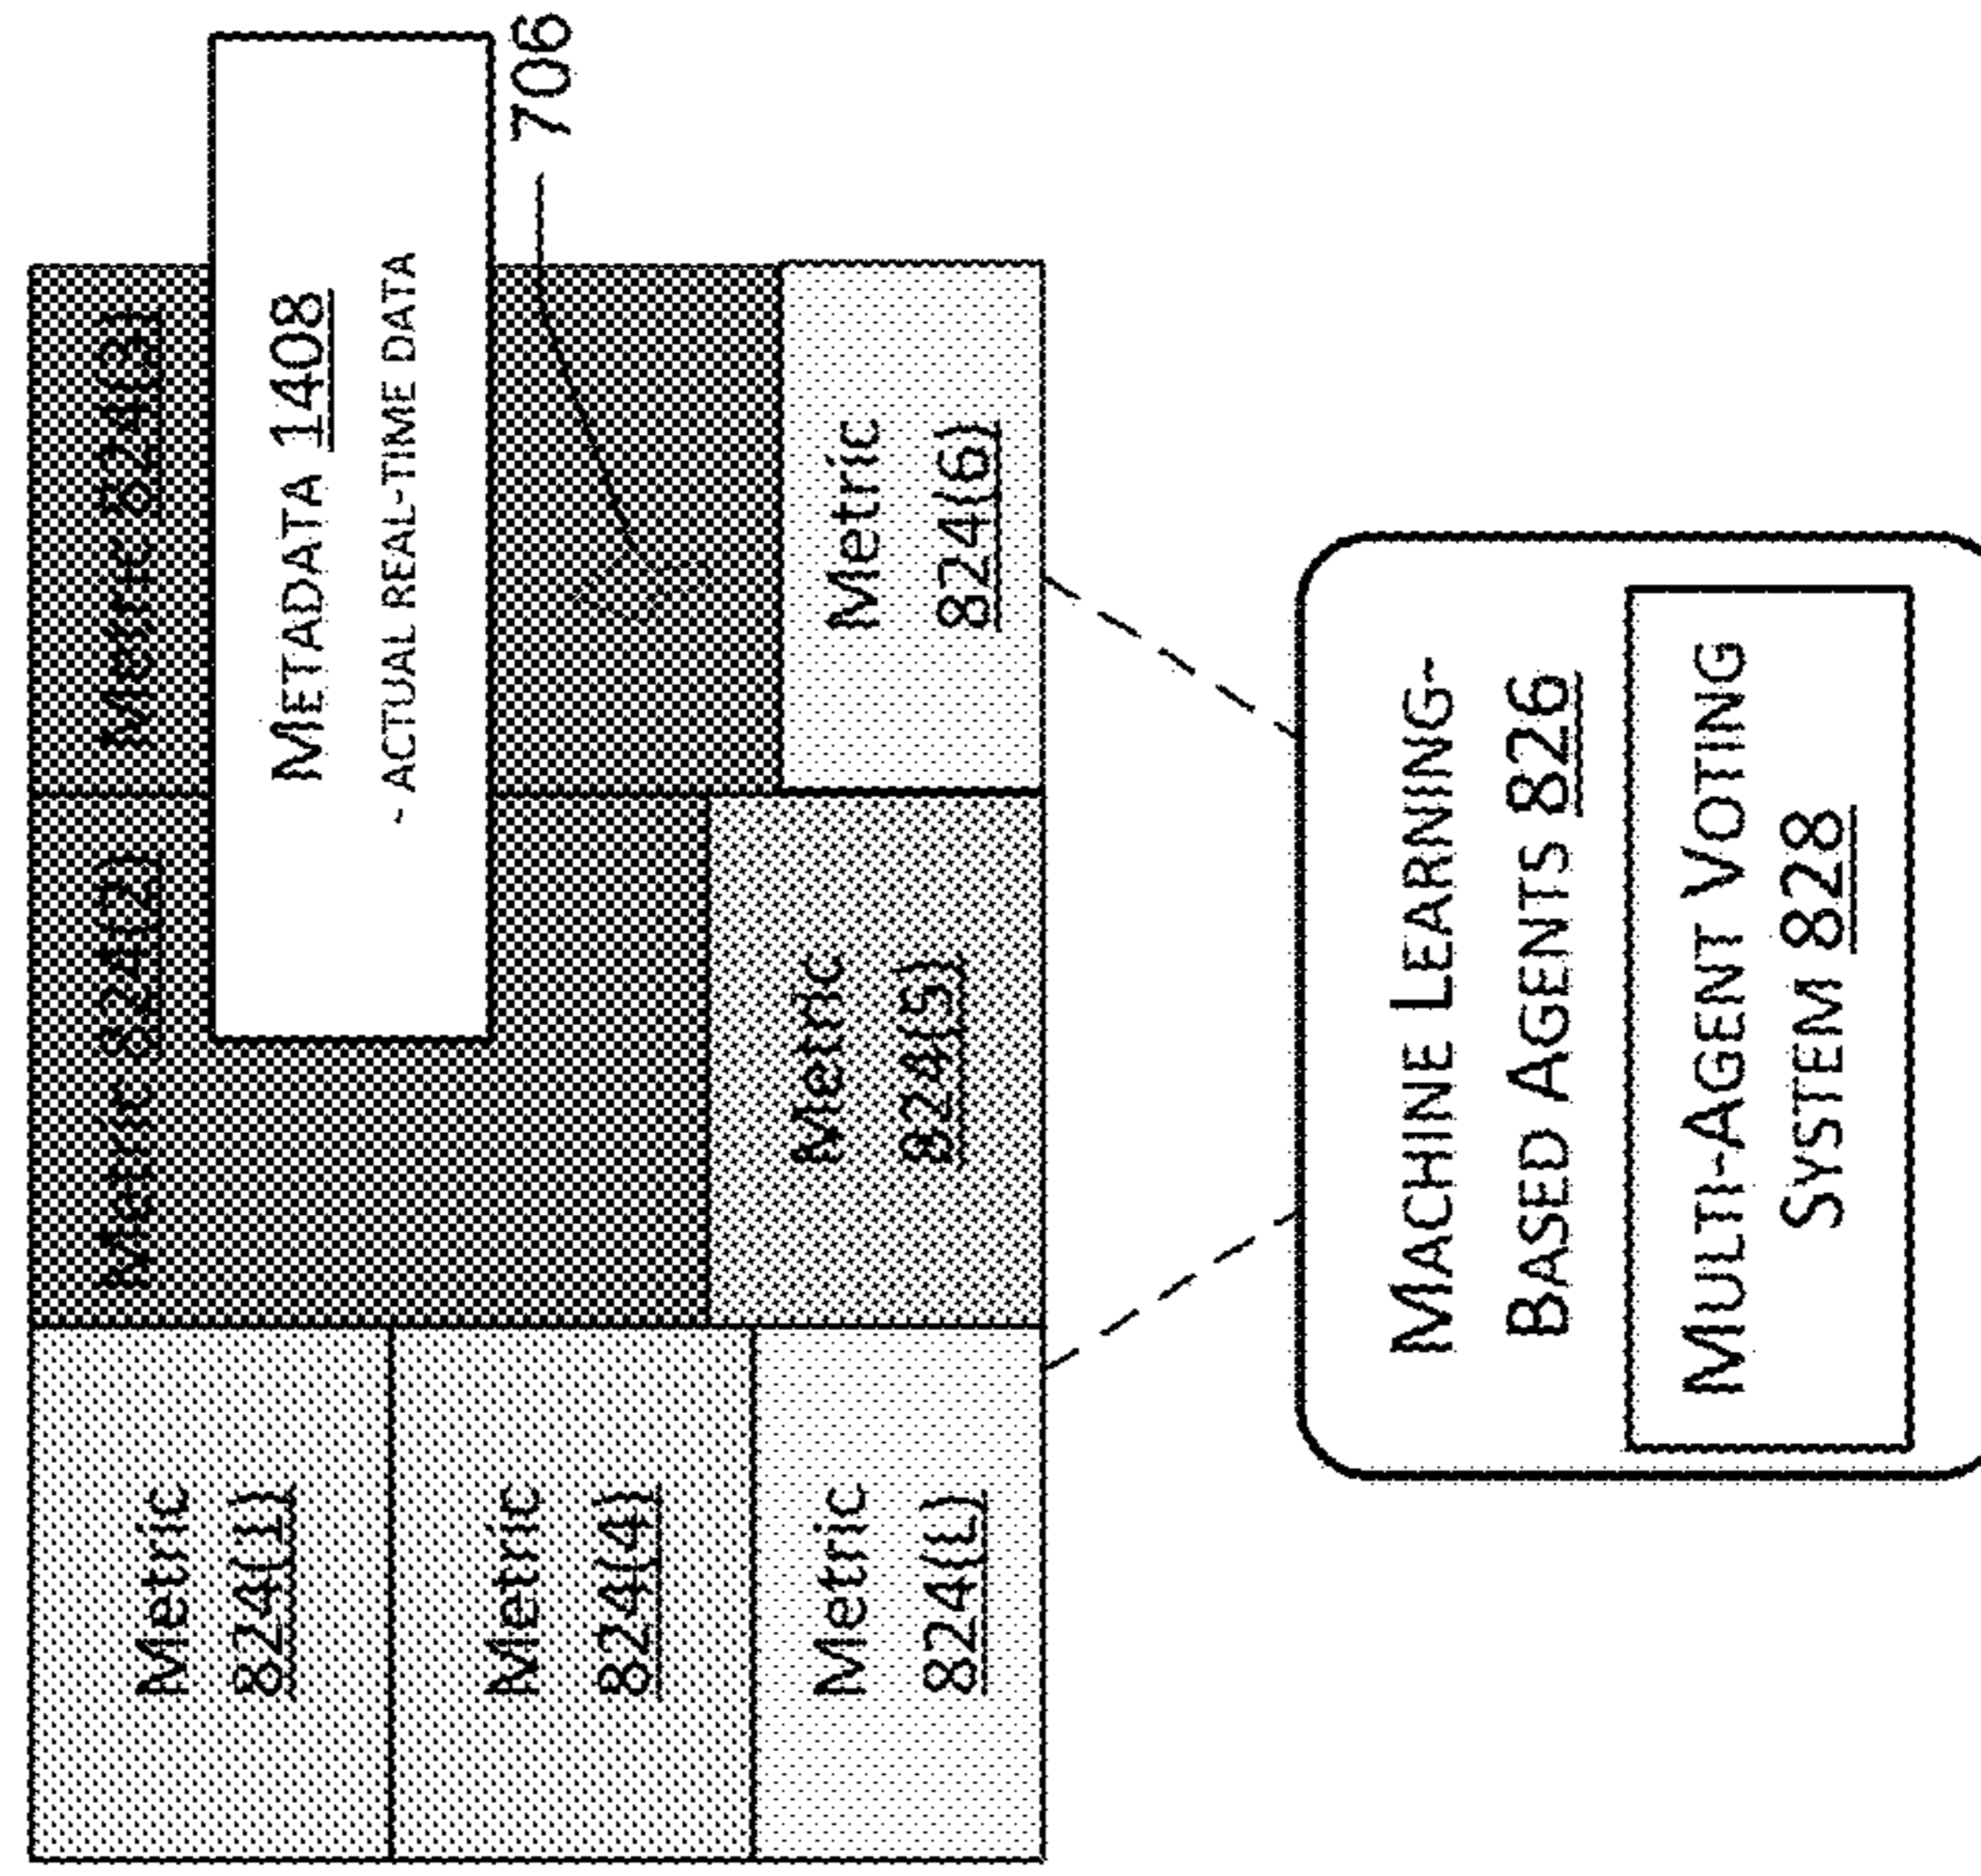 Metric
824(1)
Metric 824(2)
Metric 824(3)
METADATA 1408
- ACTUAL REAL-TIME DATA
706
Metric
824(4)
Metric
824(5)
Metric
824(6)
Metric
824(L)
MACHINE LEARNING-
BASED AGENTS 826
MULTI-AGENT VOTING
SYSTEM 828